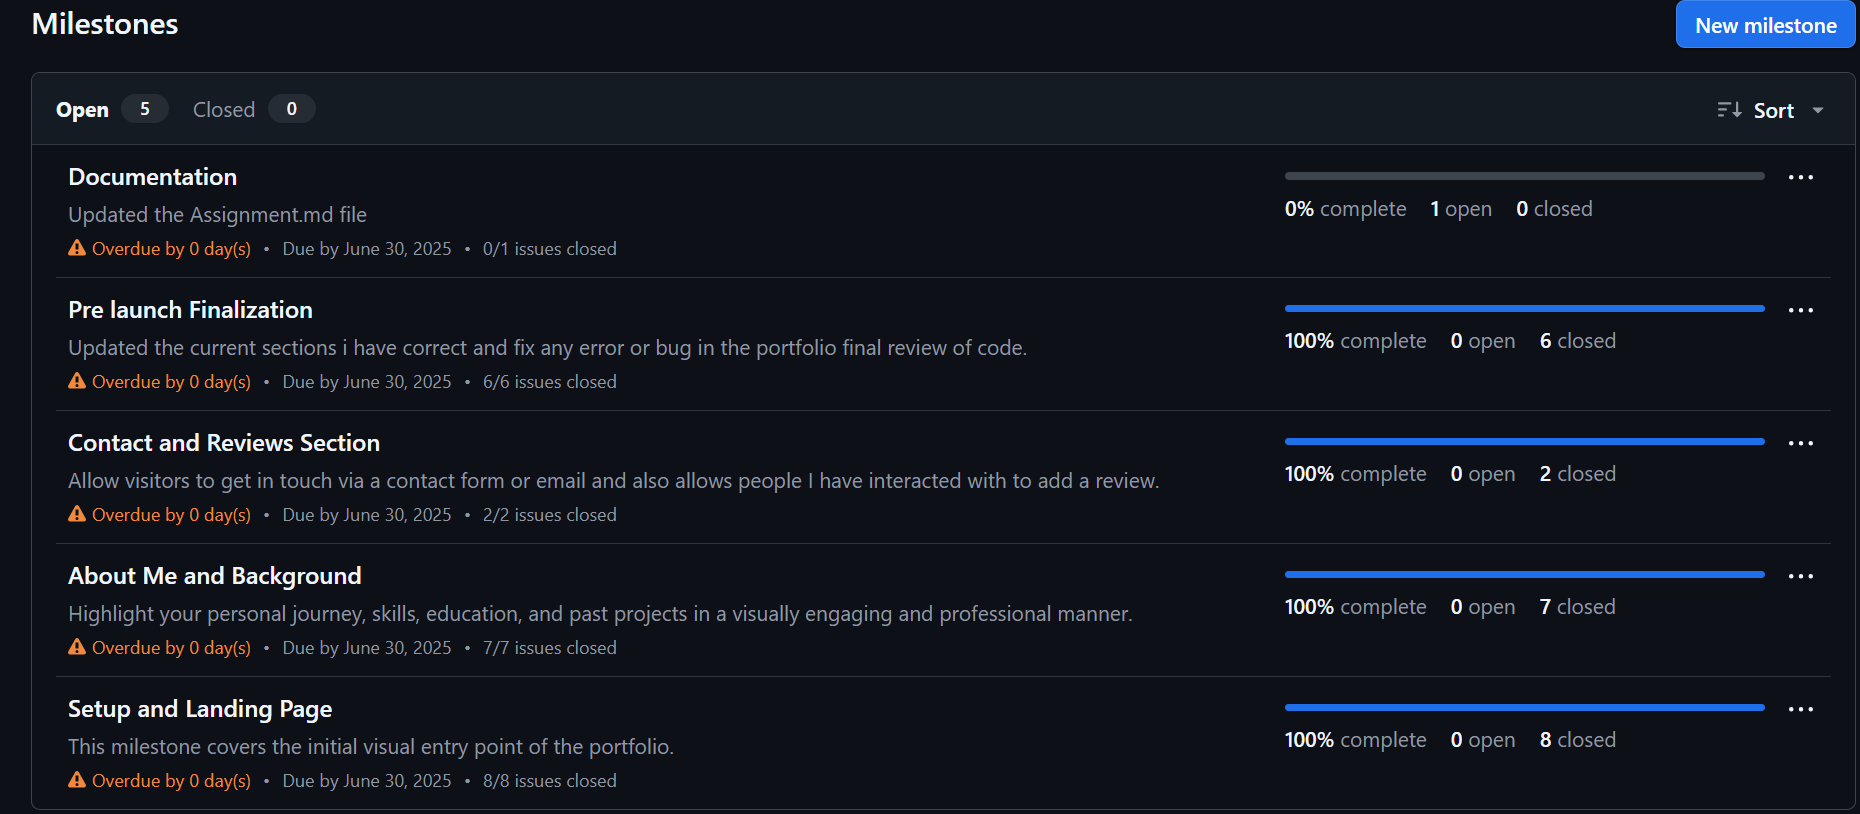 Milestones
New milestone
Open 5 Closed 0
Sort
Documentation
Updated the Assignment.md file
Overdue by 0 day(s) • Due by June 30, 2025 • 0/1 issues closed
0% complete 1 open 0 closed
Pre launch Finalization
Updated the current sections i have correct and fix any error or bug in the portfolio final review of code.
Overdue by 0 day(s) • Due by June 30, 2025 • 6/6 issues closed
100% complete 0 open 6 closed
Contact and Reviews Section
Allow visitors to get in touch via a contact form or email and also allows people I have interacted with to add a review.
Overdue by 0 day(s) • Due by June 30, 2025 • 2/2 issues closed
100% complete 0 open 2 closed
About Me and Background
Highlight your personal journey, skills, education, and past projects in a visually engaging and professional manner.
Overdue by 0 day(s) • Due by June 30, 2025 • 7/7 issues closed
100% complete 0 open 7 closed
Setup and Landing Page
This milestone covers the initial visual entry point of the portfolio.
Overdue by 0 day(s) • Due by June 30, 2025 • 8/8 issues closed
100% complete 0 open 8 closed